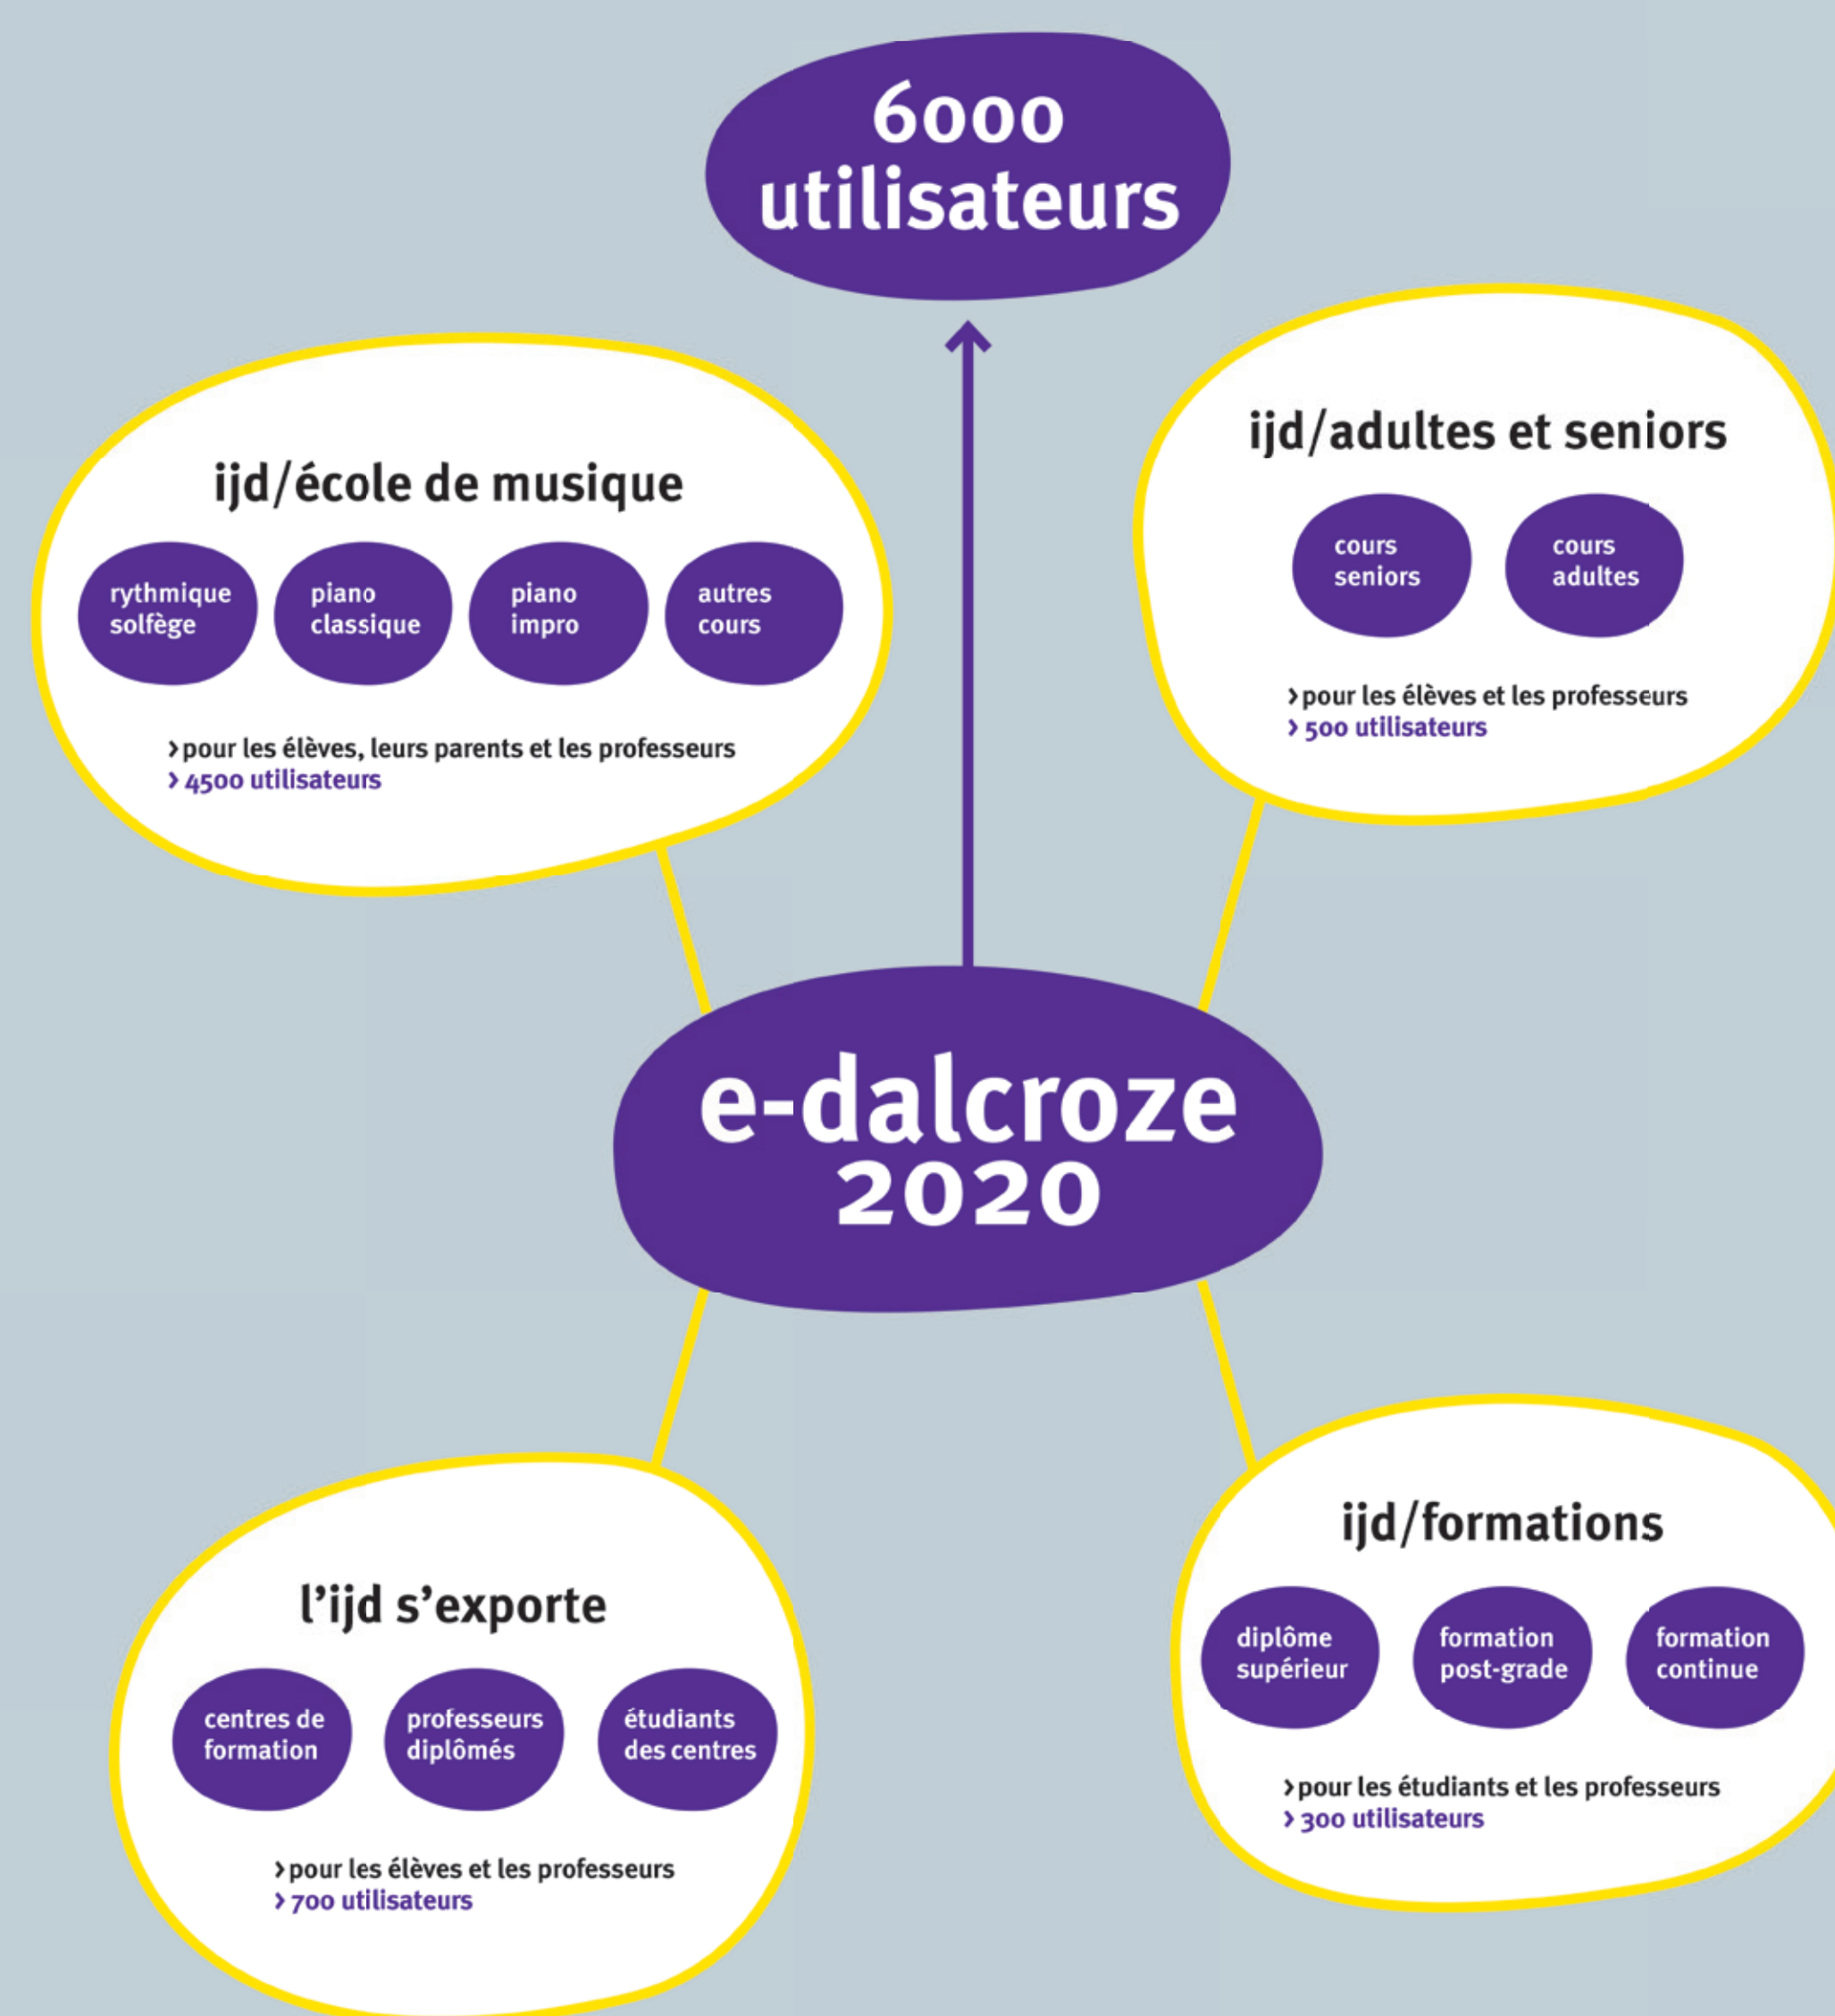 6000
utilisateurs
ijd/école de musique
rythmique
solfège
piano
classique
piano
impro
autres
cours
› pour les élèves, leurs parents et les professeurs
› 4500 utilisateurs
ijd/adultes et seniors
cours
seniors
cours
adultes
› pour les élèves et les professeurs
› 500 utilisateurs
e-dalcroze
2020
l’ijd s’exporte
centres de
formation
professeurs
diplômés
étudiants
des centres
› pour les élèves et les professeurs
› 700 utilisateurs
ijd/formations
diplôme
supérieur
formation
post-grade
formation
continue
› pour les étudiants et les professeurs
› 300 utilisateurs